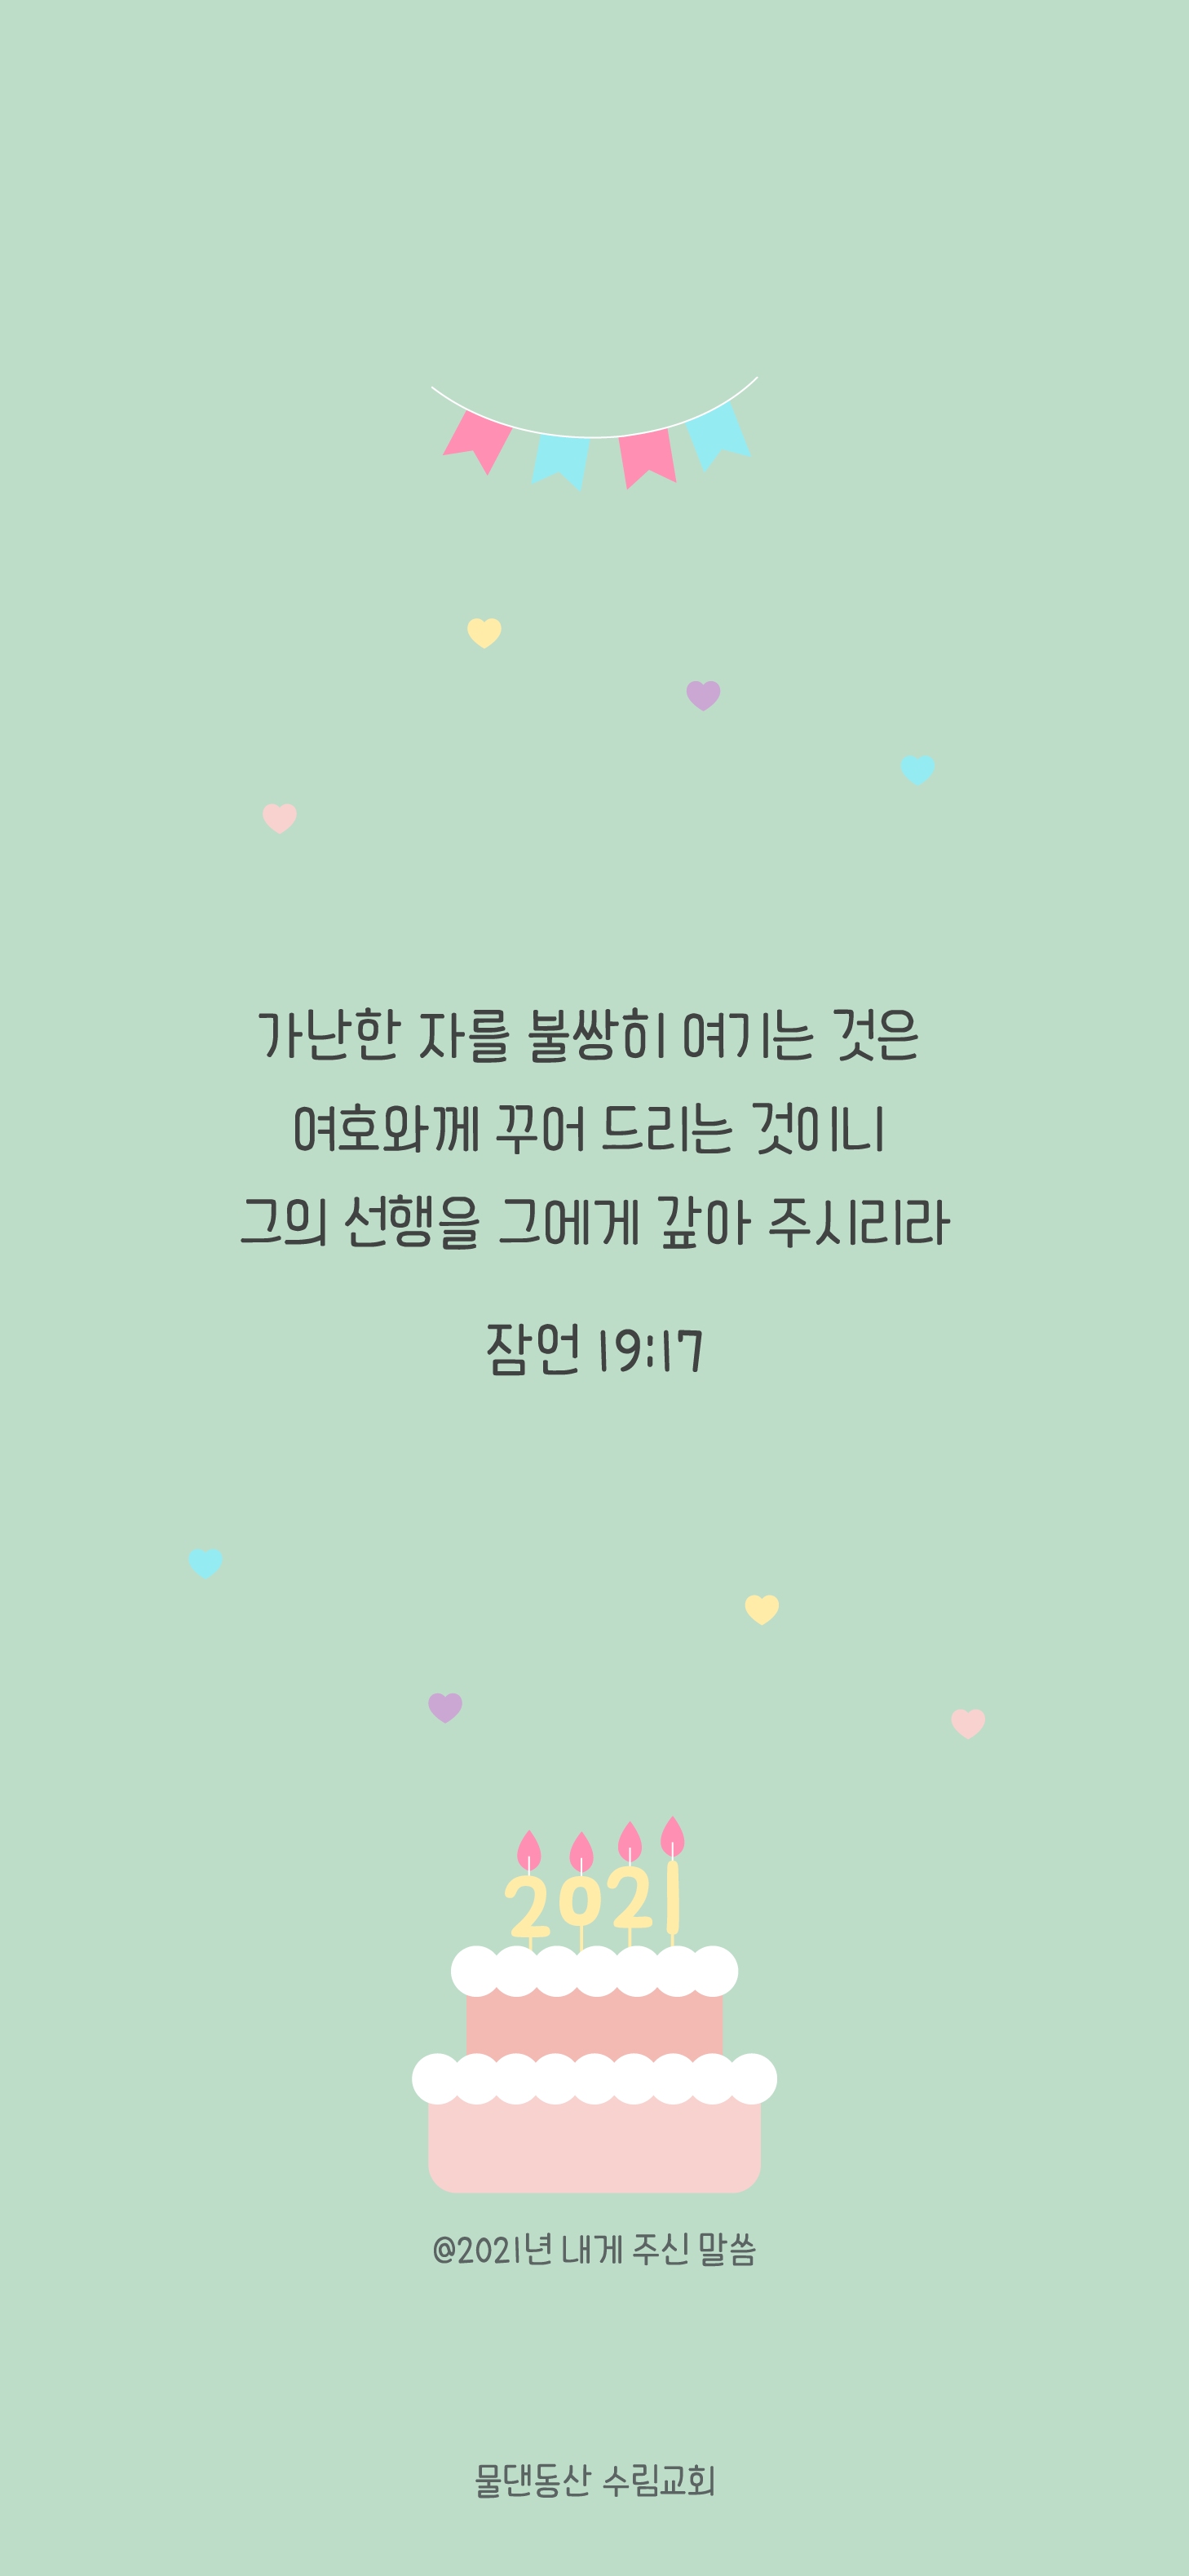 가난한 자를 불쌍히 여기는 것은
여호와께 꾸어 드리는 것이니
그의 선행을 그에게 갚아 주시리라
잠언 19:17
2021
@2021년 내게 주신 말씀
물댄동산 수림교회